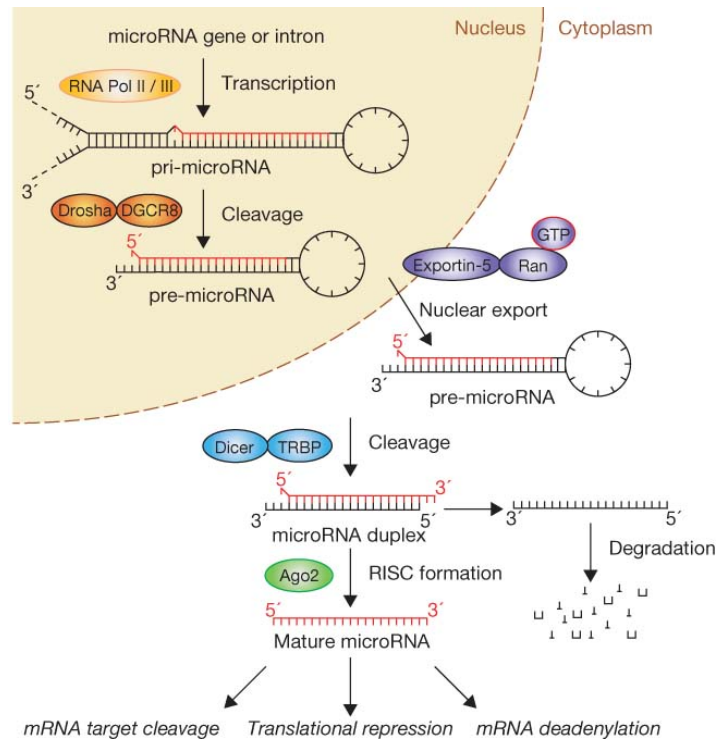 microRNA gene or intron
Nucleus
Cytoplasm
RNA Pol II / III
Transcription
5´
pri-microRNA
3´
Drosha
DGCR8
Cleavage
5´
3´
pre-microRNA
GTP
Exportin-5
Ran
Nuclear export
5´
3´
pre-microRNA
Dicer
TRBP
Cleavage
5´
3´
3´
5´
microRNA duplex
3´
5´
Degradation
Ago2
RISC formation
5´
3´
Mature microRNA
mRNA target cleavage
Translational repression
mRNA deadenylation